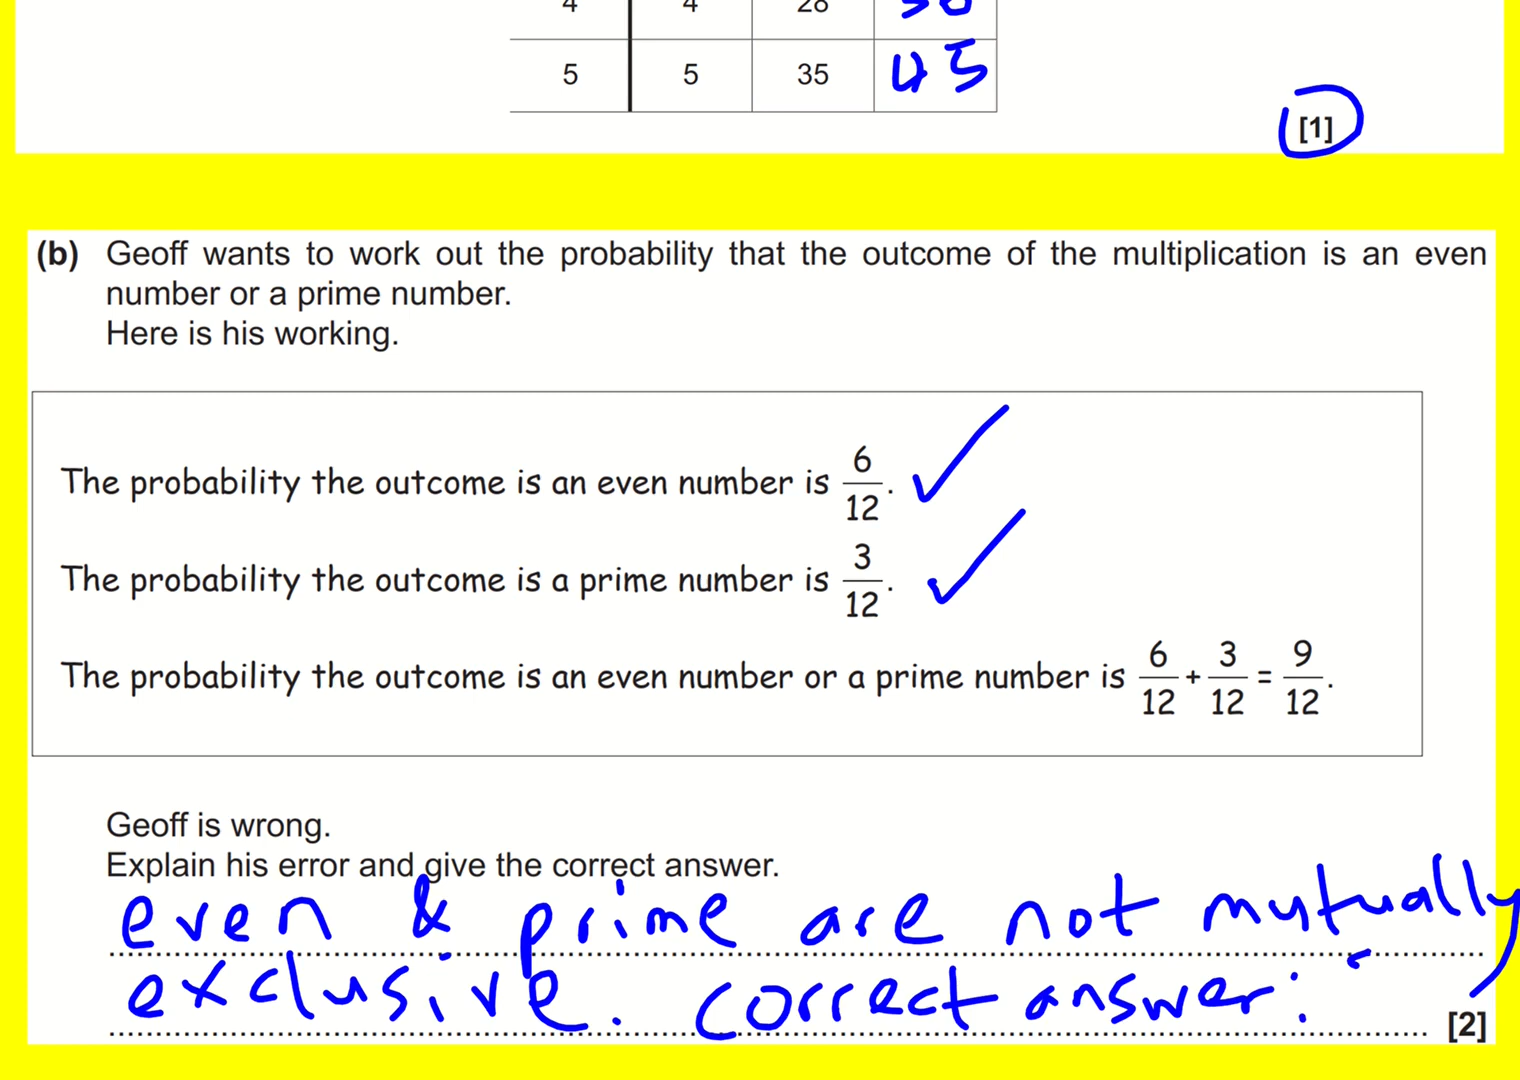 4 4 28 36
5 5 35 45
[1]
(b) Geoff wants to work out the probability that the outcome of the multiplication is an even
number or a prime number.
Here is his working.
The probability the outcome is an even number is 6/12. ✓
The probability the outcome is a prime number is 3/12. ✓
The probability the outcome is an even number or a prime number is 6/12 + 3/12 = 9/12.
Geoff is wrong.
Explain his error and give the correct answer.
even & prime are not mutually
exclusive. correct answer:
[2]